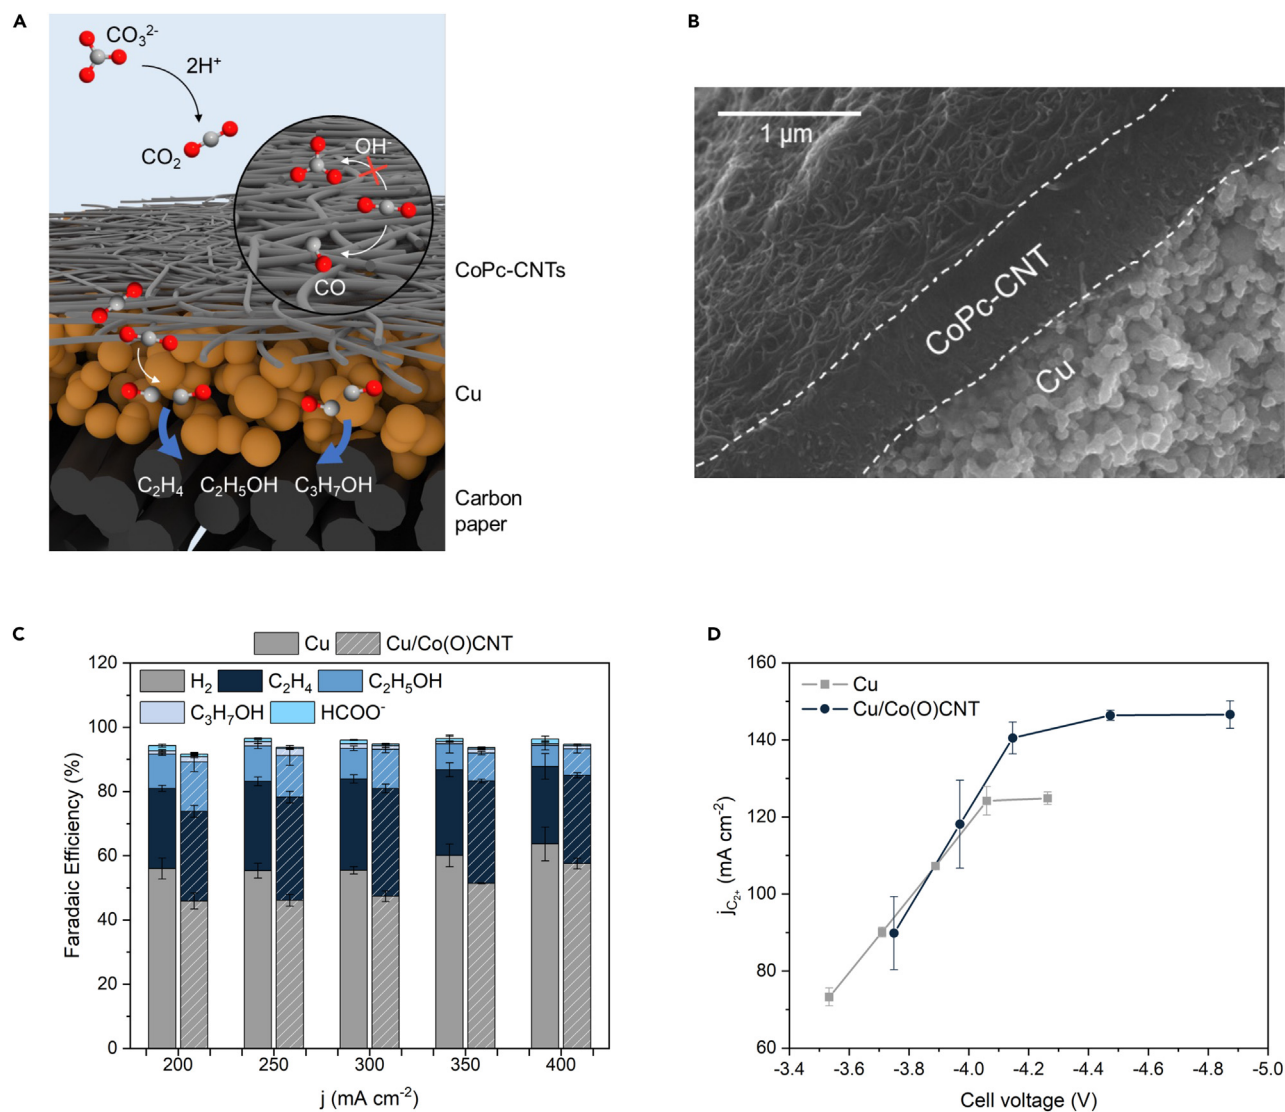 A
CO₃²⁻
2H⁺
CO₂
OH⁻
CO
CoPc-CNTs
Cu
C₂H₄ C₂H₅OH C₃H₇OH
Carbon
paper
B
1 μm
CoPc-CNT
Cu
C
Cu Cu/Co(O)CNT
H₂ C₂H₄ C₂H₅OH
C₃H₇OH HCOO⁻
Faradaic Efficiency (%)
120
100
80
60
40
20
0
200 250 300 350 400
j (mA cm⁻²)
D
Cu
Cu/Co(O)CNT
j_C₂₊ (mA cm⁻²)
160
140
120
100
80
60
-3.4 -3.6 -3.8 -4.0 -4.2 -4.4 -4.6 -4.8 -5.0
Cell voltage (V)